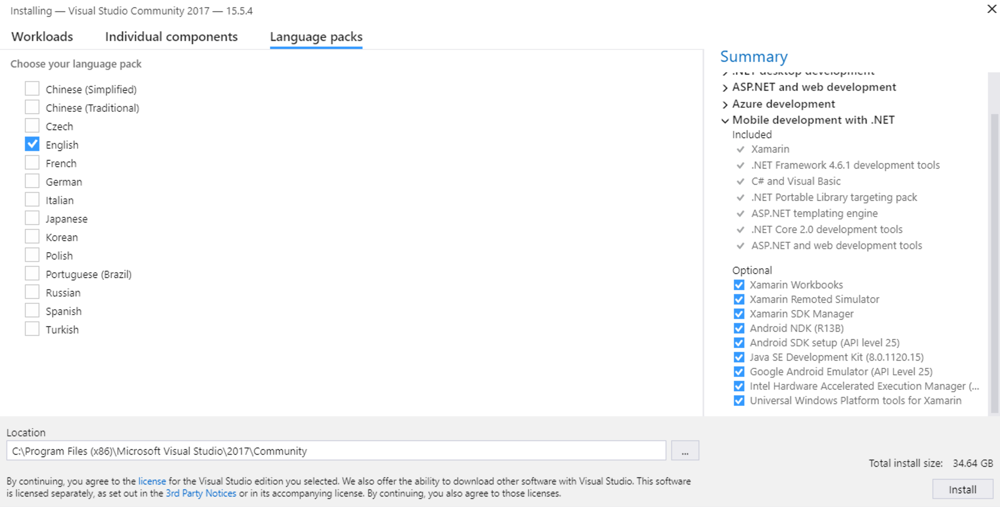 Installing — Visual Studio Community 2017 — 15.5.4
Workloads Individual components Language packs
Choose your language pack
Chinese (Simplified)
Chinese (Traditional)
Czech
English
French
German
Italian
Japanese
Korean
Polish
Portuguese (Brazil)
Russian
Spanish
Turkish
Summary
.NET desktop development
ASP.NET and web development
Azure development
Mobile development with .NET
Included
Xamarin
.NET Framework 4.6.1 development tools
C# and Visual Basic
.NET Portable Library targeting pack
ASP.NET templating engine
.NET Core 2.0 development tools
ASP.NET and web development tools
Optional
Xamarin Workbooks
Xamarin Remoted Simulator
Xamarin SDK Manager
Android NDK (R13B)
Android SDK setup (API level 25)
Java SE Development Kit (8.0.1120.15)
Google Android Emulator (API Level 25)
Intel Hardware Accelerated Execution Manager (...
Universal Windows Platform tools for Xamarin
Location
C:\Program Files (x86)\Microsoft Visual Studio\2017\Community
...
Total install size: 34.64 GB
By continuing, you agree to the license for the Visual Studio edition you selected. We also offer the ability to download other software with Visual Studio. This software
is licensed separately, as set out in the 3rd Party Notices or in its accompanying license. By continuing, you also agree to those licenses.
Install